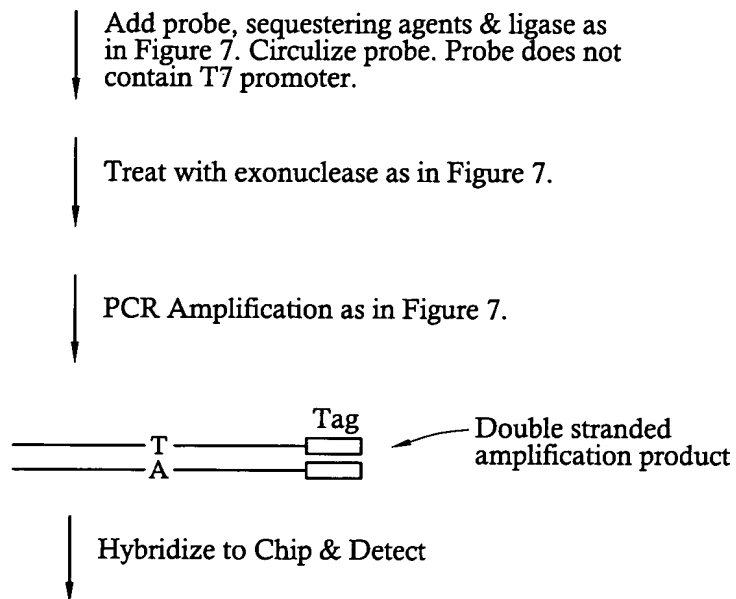 Add probe, sequestering agents & ligase as
in Figure 7. Circulize probe. Probe does not
contain T7 promoter.
Treat with exonuclease as in Figure 7.
PCR Amplification as in Figure 7.
Tag
T
A
Double stranded
amplification product
Hybridize to Chip & Detect